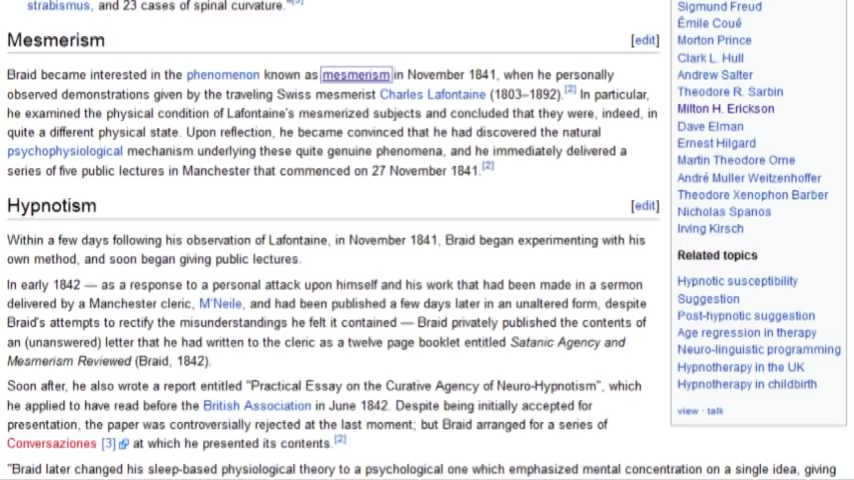 strabismus, and 23 cases of spinal curvature."[5]
Mesmerism
[edit]
Braid became interested in the phenomenon known as mesmerism in November 1841, when he personally
observed demonstrations given by the traveling Swiss mesmerist Charles Lafontaine (1803–1892).[2] In particular,
he examined the physical condition of Lafontaine's mesmerized subjects and concluded that they were, indeed, in
quite a different physical state. Upon reflection, he became convinced that he had discovered the natural
psychophysiological mechanism underlying these quite genuine phenomena, and he immediately delivered a
series of five public lectures in Manchester that commenced on 27 November 1841.[2]
Hypnotism
[edit]
Within a few days following his observation of Lafontaine, in November 1841, Braid began experimenting with his
own method, and soon began giving public lectures.
In early 1842 — as a response to a personal attack upon himself and his work that had been made in a sermon
delivered by a Manchester cleric, M'Neile, and had been published a few days later in an unaltered form, despite
Braid's attempts to rectify the misunderstandings he felt it contained — Braid privately published the contents of
an (unanswered) letter that he had written to the cleric as a twelve page booklet entitled Satanic Agency and
Mesmerism Reviewed (Braid, 1842).
Soon after, he also wrote a report entitled "Practical Essay on the Curative Agency of Neuro-Hypnotism", which
he applied to have read before the British Association in June 1842. Despite being initially accepted for
presentation, the paper was controversially rejected at the last moment; but Braid arranged for a series of
Conversaziones [3] at which he presented its contents.[2]
"Braid later changed his sleep-based physiological theory to a psychological one which emphasized mental concentration on a single idea, giving
Sigmund Freud
Émile Coué
Morton Prince
Clark L. Hull
Andrew Salter
Theodore R. Sarbin
Milton H. Erickson
Dave Elman
Ernest Hilgard
Martin Theodore Orne
André Muller Weitzenhoffer
Theodore Xenophon Barber
Nicholas Spanos
Irving Kirsch
Related topics
Hypnotic susceptibility
Suggestion
Post-hypnotic suggestion
Age regression in therapy
Neuro-linguistic programming
Hypnotherapy in the UK
Hypnotherapy in childbirth
view · talk